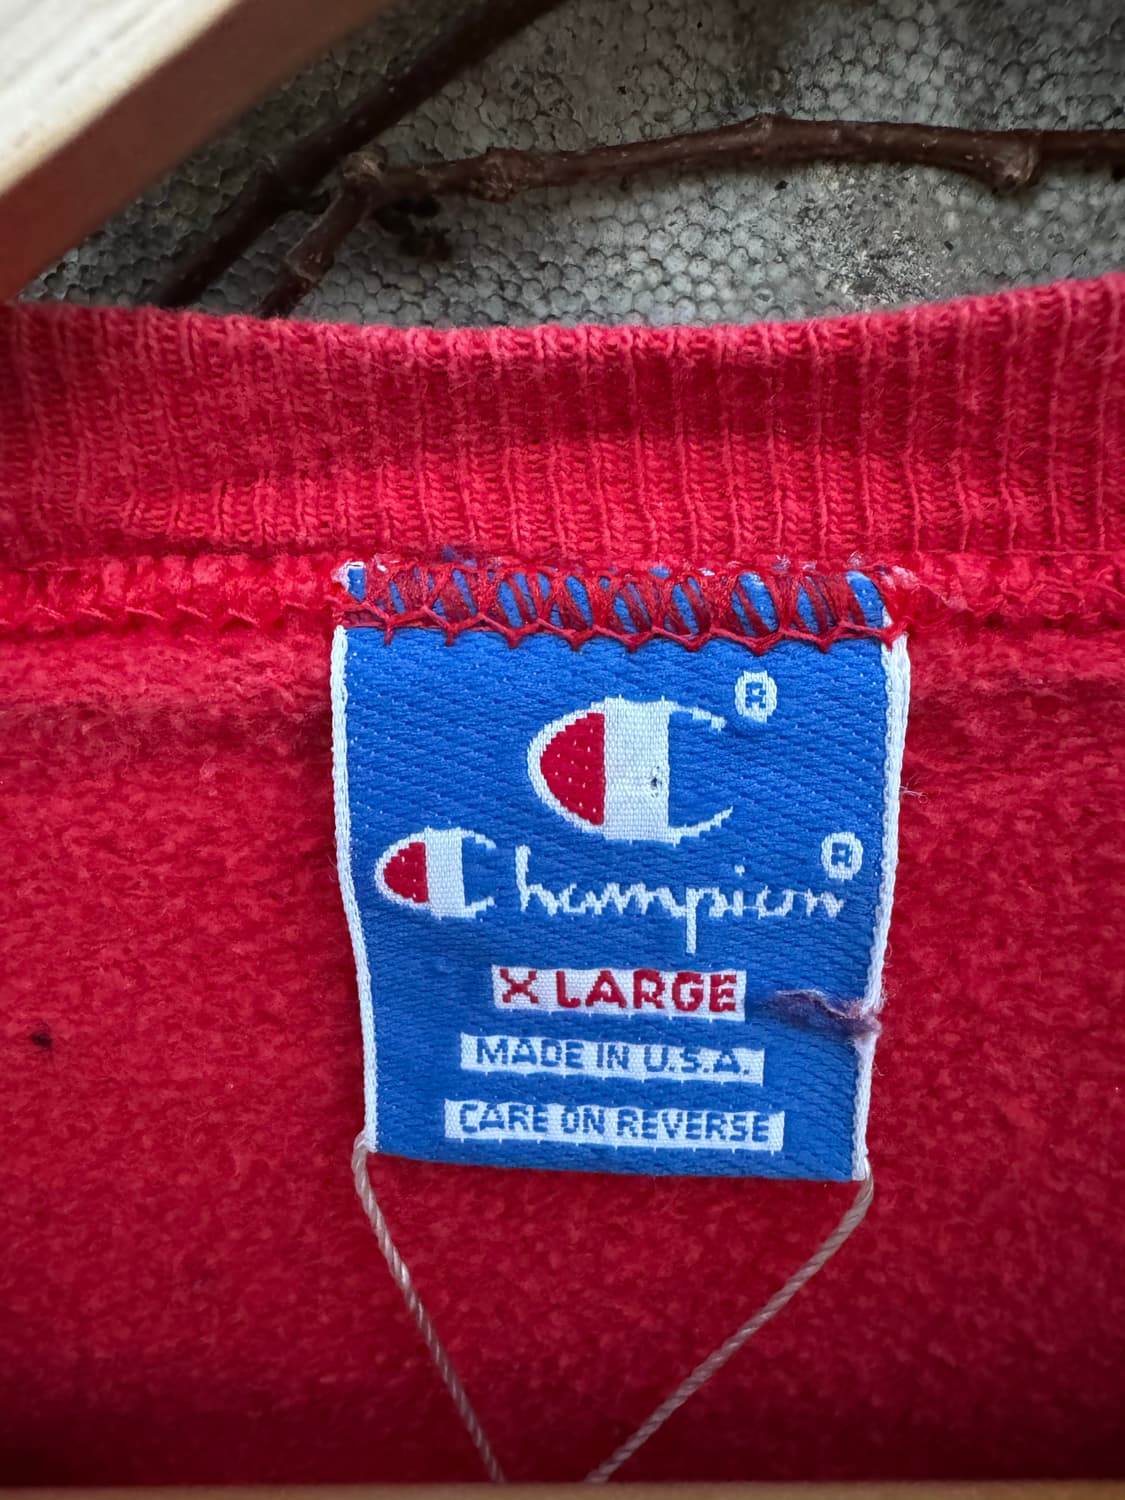 C®
Champion®
X LARGE
MADE IN U.S.A.
CARE ON REVERSE